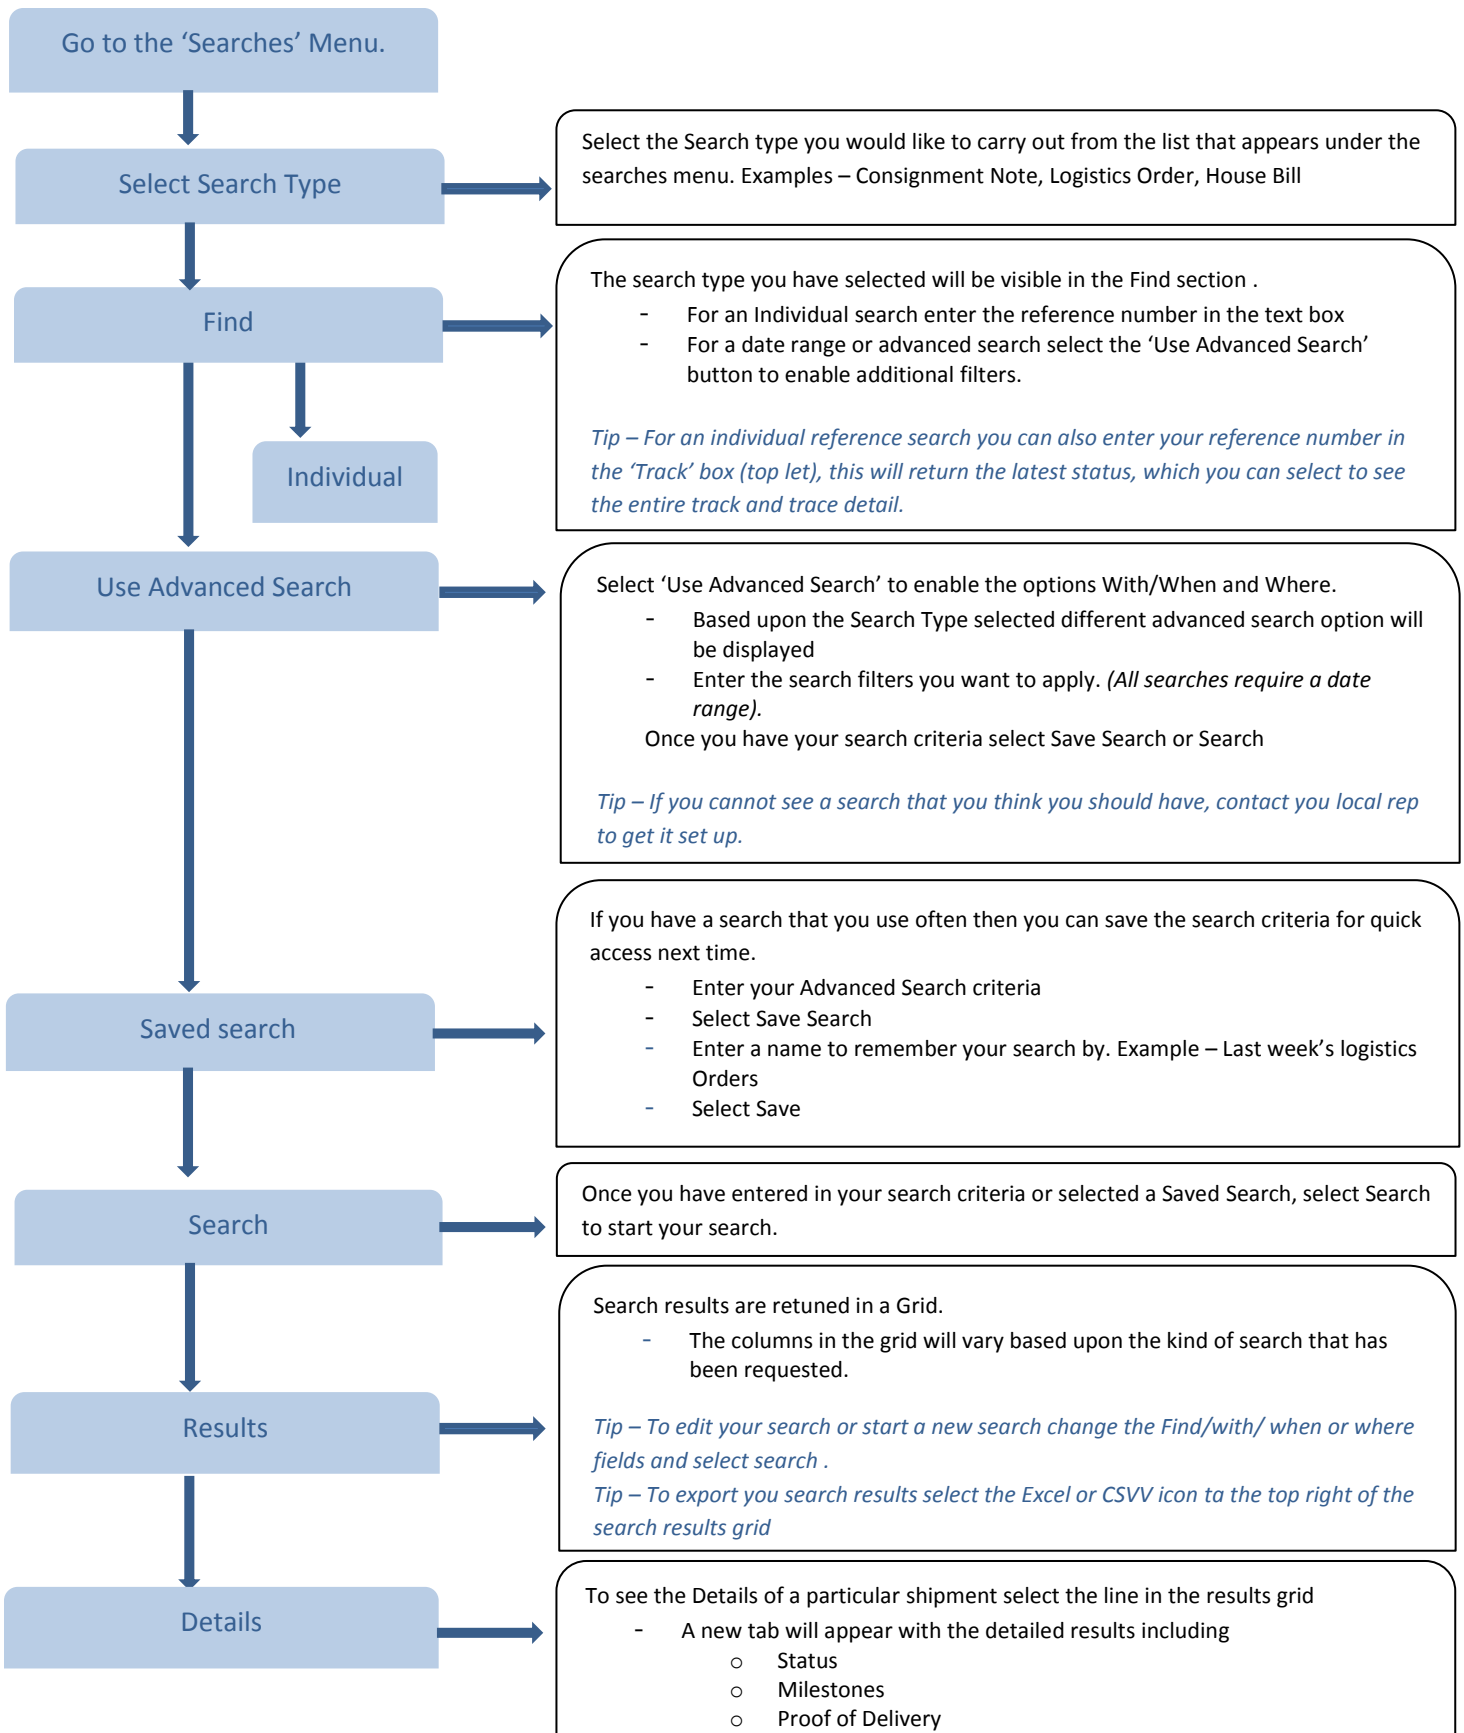 Go to the ‘Searches’ Menu.
Select Search Type
Select the Search type you would like to carry out from the list that appears under the
searches menu. Examples – Consignment Note, Logistics Order, House Bill
Find
The search type you have selected will be visible in the Find section .
- For an Individual search enter the reference number in the text box
- For a date range or advanced search select the ‘Use Advanced Search’
button to enable additional filters.
Tip – For an individual reference search you can also enter your reference number in
the ‘Track’ box (top let), this will return the latest status, which you can select to see
the entire track and trace detail.
Individual
Use Advanced Search
Select ‘Use Advanced Search’ to enable the options With/When and Where.
- Based upon the Search Type selected different advanced search option will
be displayed
- Enter the search filters you want to apply. (All searches require a date
range).
Once you have your search criteria select Save Search or Search
Tip – If you cannot see a search that you think you should have, contact you local rep
to get it set up.
Saved search
If you have a search that you use often then you can save the search criteria for quick
access next time.
- Enter your Advanced Search criteria
- Select Save Search
- Enter a name to remember your search by. Example – Last week’s logistics
Orders
- Select Save
Search
Once you have entered in your search criteria or selected a Saved Search, select Search
to start your search.
Results
Search results are retuned in a Grid.
- The columns in the grid will vary based upon the kind of search that has
been requested.
Tip – To edit your search or start a new search change the Find/with/ when or where
fields and select search .
Tip – To export you search results select the Excel or CSVV icon ta the top right of the
search results grid
Details
To see the Details of a particular shipment select the line in the results grid
- A new tab will appear with the detailed results including
o Status
o Milestones
o Proof of Delivery